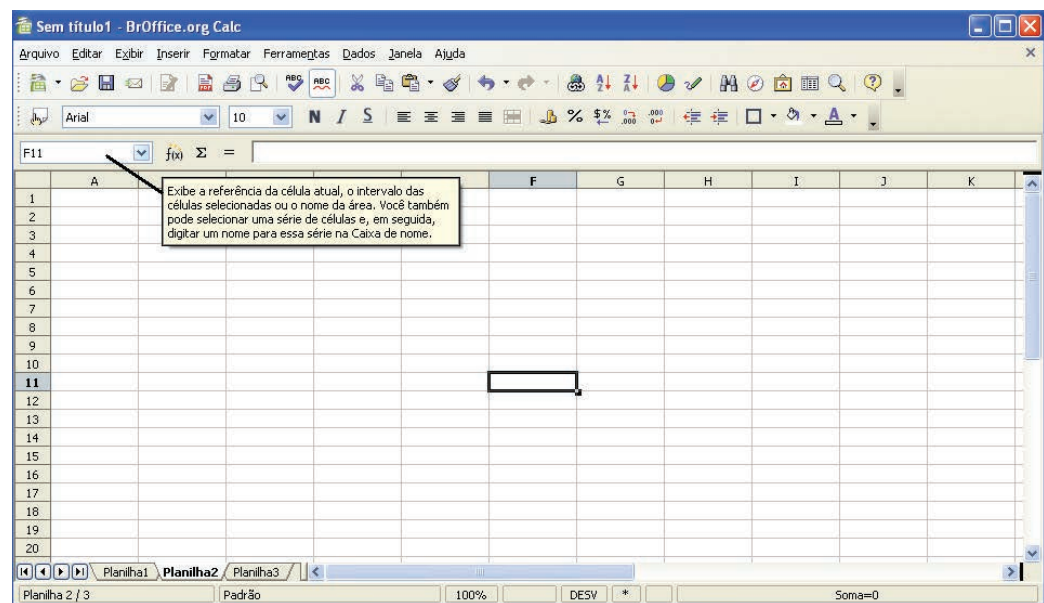 Sem título1 - BrOffice.org Calc
Arquivo Editar Exibir Inserir Formatar Ferramentas Dados Janela Ajuda
Arial 10 N I S
F11 f(x) Σ =
A F G H I J K
Exibe a referência da célula atual, o intervalo das
células selecionadas ou o nome da área. Você também
pode selecionar uma série de células e, em seguida,
digitar um nome para essa série na Caixa de nome.
1
2
3
4
5
6
7
8
9
10
11
12
13
14
15
16
17
18
19
20
Planilha1 Planilha2 Planilha3
Planilha 2 / 3 Padrão 100% DESV * Soma=0